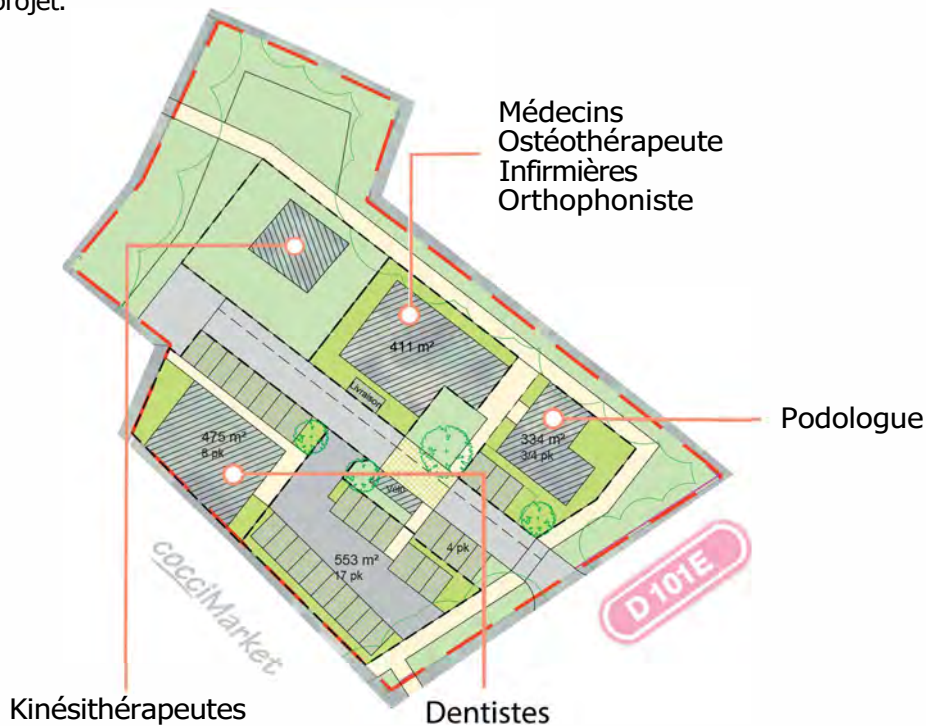 projet.
Médecins
Ostéothérapeute
Infirmières
Orthophoniste
411 m²
Livraison
Podologue
334 m²
3/4 pk
475 m²
8 pk
Vélo
4 pk
553 m²
17 pk
cocciMarket
D 101E
Kinésithérapeutes
Dentistes